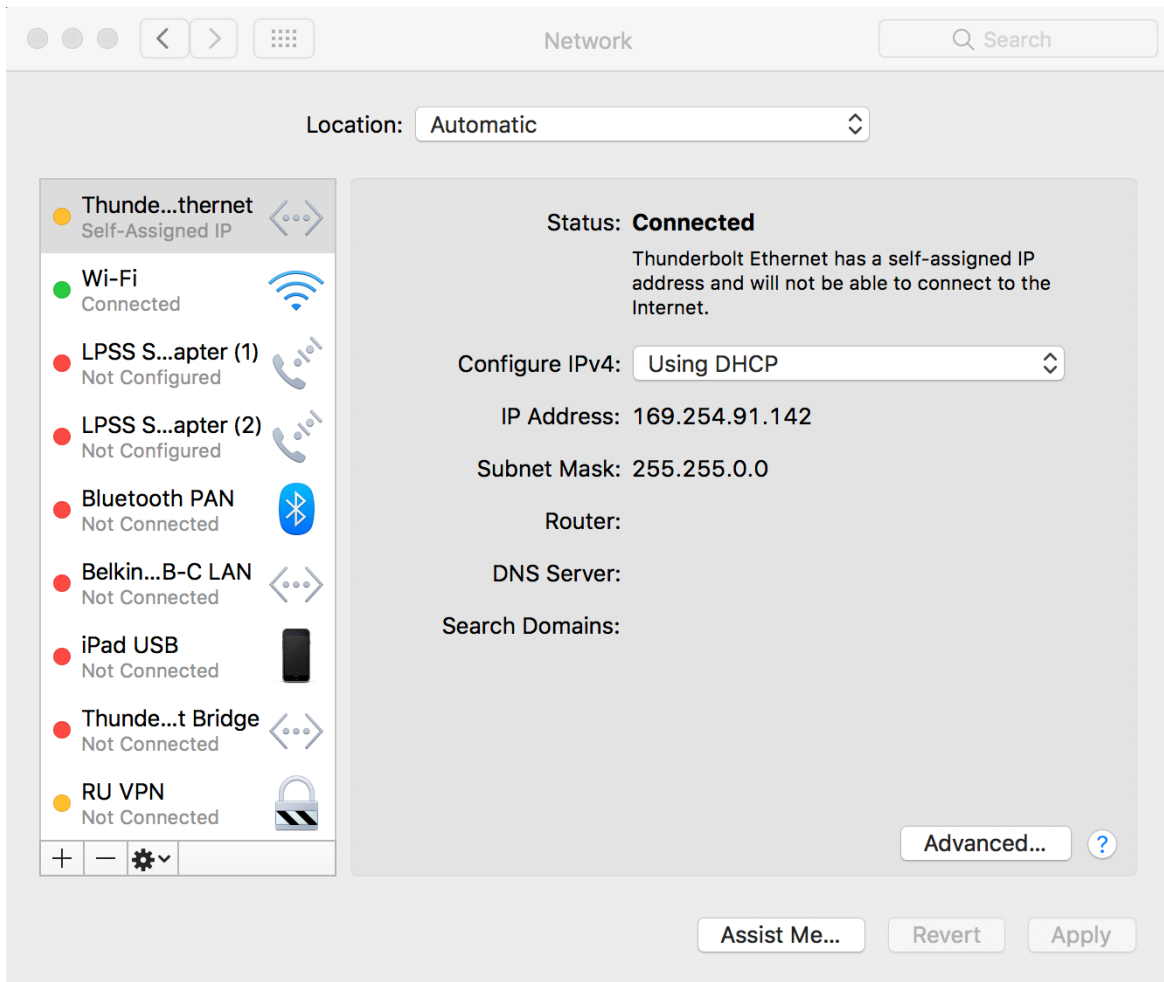 Network
Search
Location: Automatic
Thunde...thernet
Self-Assigned IP
Wi-Fi
Connected
LPSS S...apter (1)
Not Configured
LPSS S...apter (2)
Not Configured
Bluetooth PAN
Not Connected
Belkin...B-C LAN
Not Connected
iPad USB
Not Connected
Thunde...t Bridge
Not Connected
RU VPN
Not Connected
Status: Connected
Thunderbolt Ethernet has a self-assigned IP
address and will not be able to connect to the
Internet.
Configure IPv4: Using DHCP
IP Address: 169.254.91.142
Subnet Mask: 255.255.0.0
Router:
DNS Server:
Search Domains:
Advanced...
?
Assist Me...
Revert
Apply